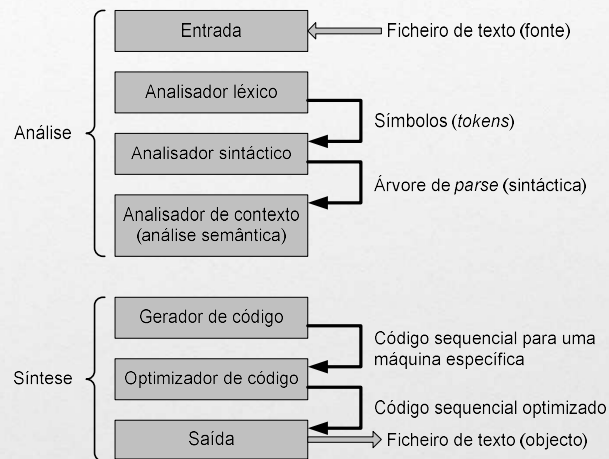 Entrada
Ficheiro de texto (fonte)
Analisador léxico
Símbolos (tokens)
Análise
Analisador sintáctico
Árvore de parse (sintáctica)
Analisador de contexto
(análise semântica)
Gerador de código
Código sequencial para uma
máquina específica
Síntese
Optimizador de código
Código sequencial optimizado
Saída
Ficheiro de texto (objecto)